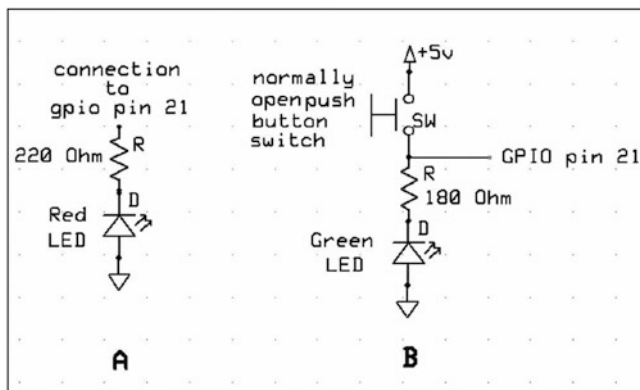 connection
to
gpio pin 21
220 Ohm
R
D
Red
LED
A
+5v
normally
openpush
button
switch
SW
GPIO pin 21
R
180 Ohm
D
Green
LED
B